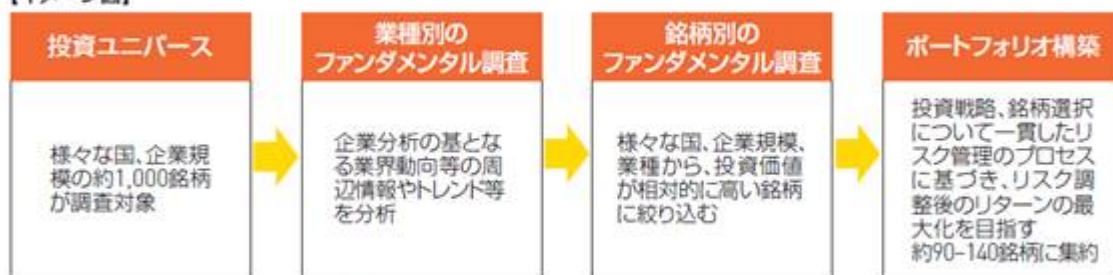 投資ユニバース
様々な国、企業規
模の約1,000銘柄
が調査対象
業種別の
ファンダメンタル調査
企業分析の基とな
る業界動向等の周
辺情報やトレンド等
を分析
銘柄別の
ファンダメンタル調査
様々な国、企業規模、
業種から、投資価値
が相対的に高い銘柄
に絞り込む
ポートフォリオ構築
投資戦略、銘柄選択
について一貫したリ
スク管理のプロセス
に基づき、リスク調
整後のリターンの最
大化を目指す
約90-140銘柄に集約